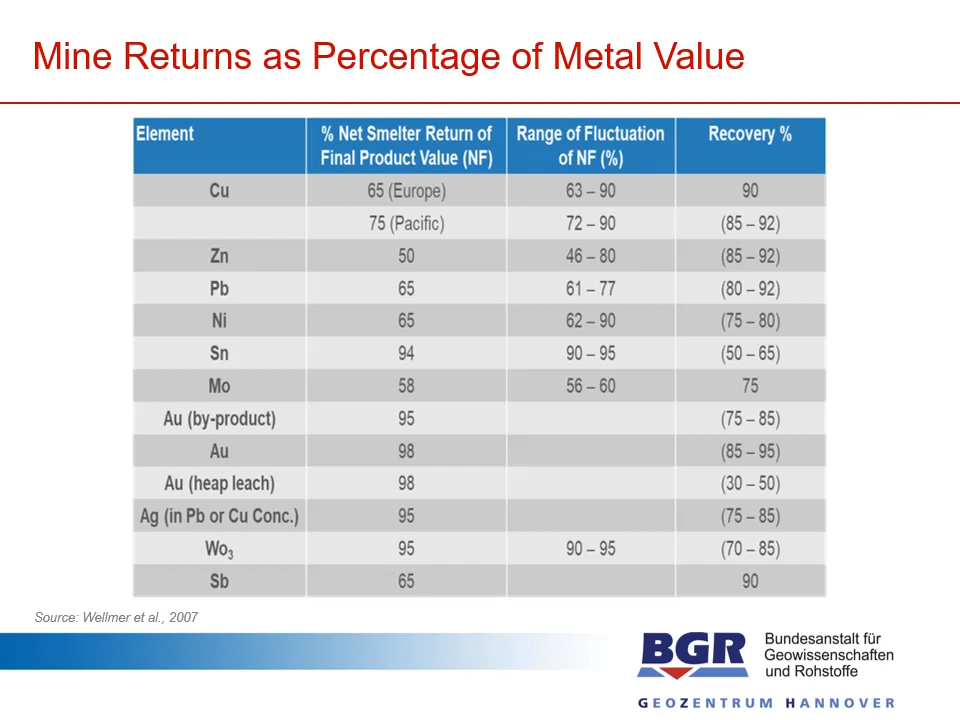 Mine Returns as Percentage of Metal Value
Element % Net Smelter Return of Final Product Value (NF) Range of Fluctuation of NF (%) Recovery %
Cu 65 (Europe) 63 – 90 90
75 (Pacific) 72 – 90 (85 – 92)
Zn 50 46 – 80 (85 – 92)
Pb 65 61 – 77 (80 – 92)
Ni 65 62 – 90 (75 – 80)
Sn 94 90 – 95 (50 – 65)
Mo 58 56 – 60 75
Au (by-product) 95 (75 – 85)
Au 98 (85 – 95)
Au (heap leach) 98 (30 – 50)
Ag (in Pb or Cu Conc.) 95 (75 – 85)
Wo₃ 95 90 – 95 (70 – 85)
Sb 65 90
Source: Wellmer et al., 2007
BGR
Bundesanstalt für
Geowissenschaften
und Rohstoffe
GEOZENTRUM HANNOVER